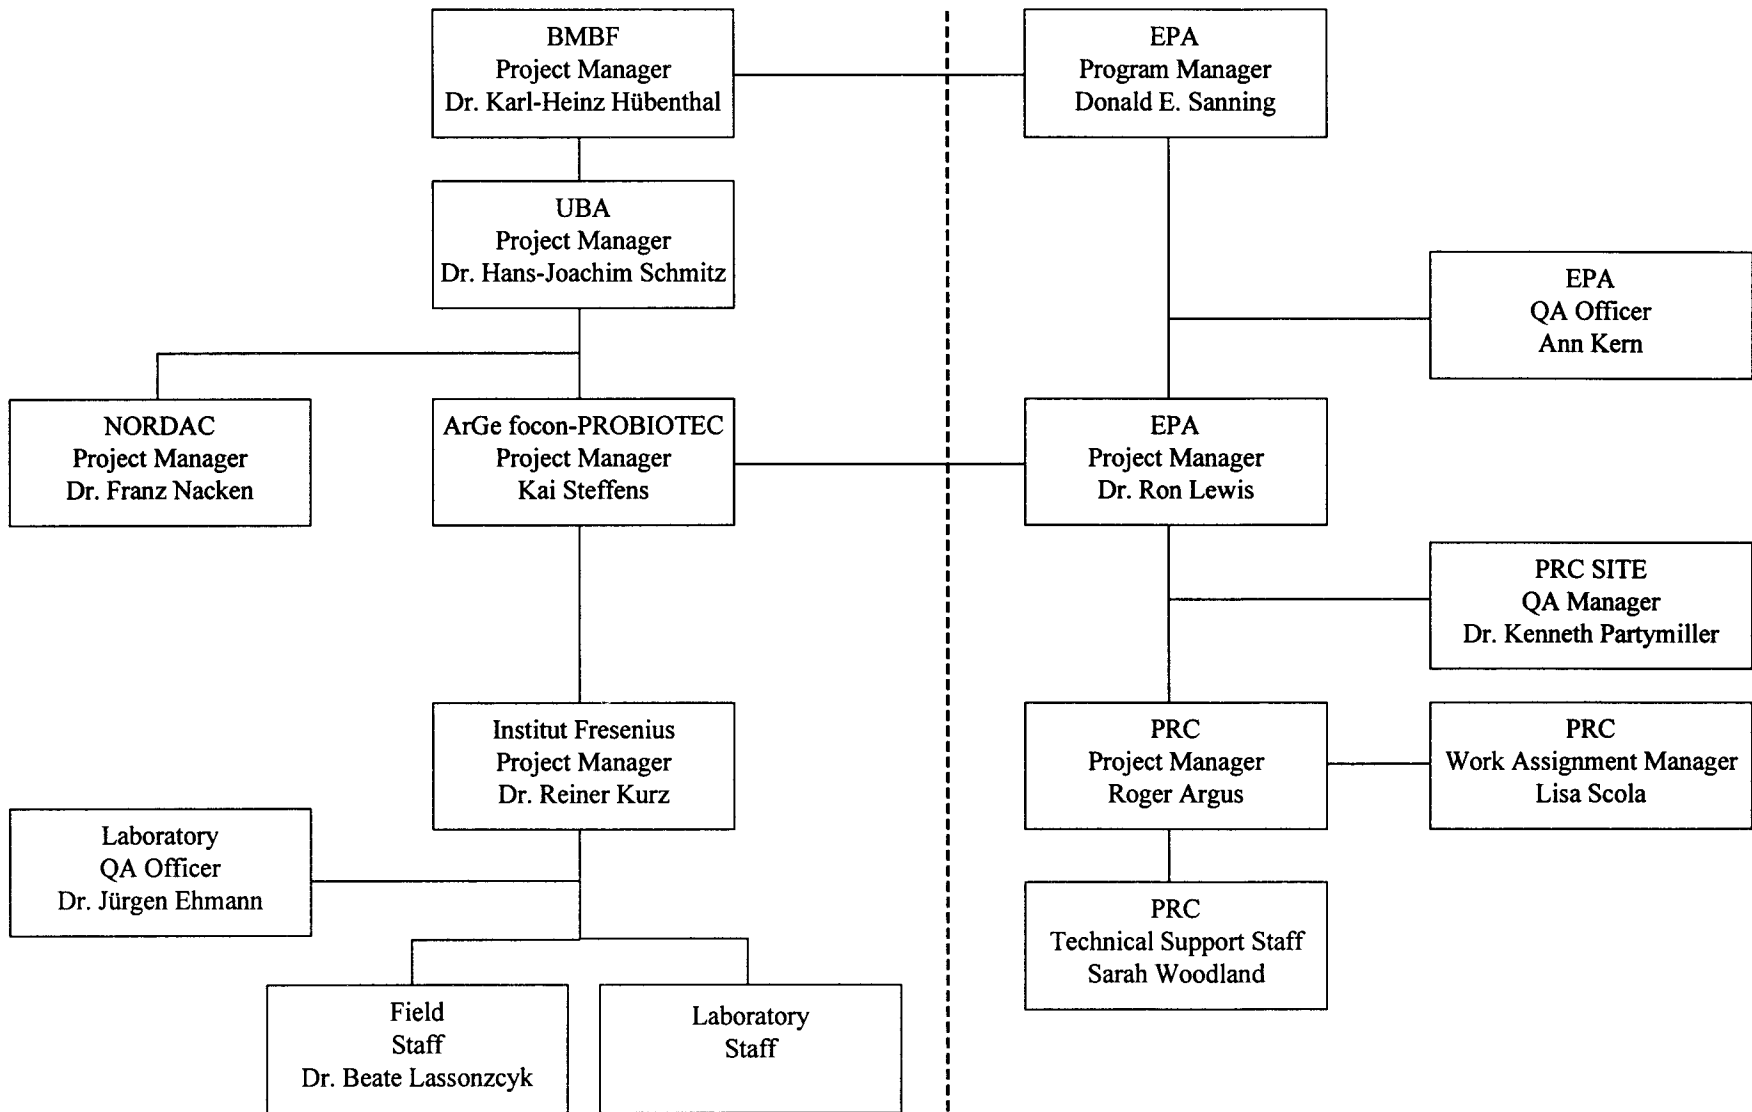 BMBF
Project Manager
Dr. Karl-Heinz Hübenthal
EPA
Program Manager
Donald E. Sanning
UBA
Project Manager
Dr. Hans-Joachim Schmitz
EPA
QA Officer
Ann Kern
NORDAC
Project Manager
Dr. Franz Nacken
ArGe focon-PROBIOTEC
Project Manager
Kai Steffens
EPA
Project Manager
Dr. Ron Lewis
PRC SITE
QA Manager
Dr. Kenneth Partymiller
Institut Fresenius
Project Manager
Dr. Reiner Kurz
PRC
Project Manager
Roger Argus
PRC
Work Assignment Manager
Lisa Scola
Laboratory
QA Officer
Dr. Jürgen Ehmann
PRC
Technical Support Staff
Sarah Woodland
Field
Staff
Dr. Beate Lassonzcyk
Laboratory
Staff